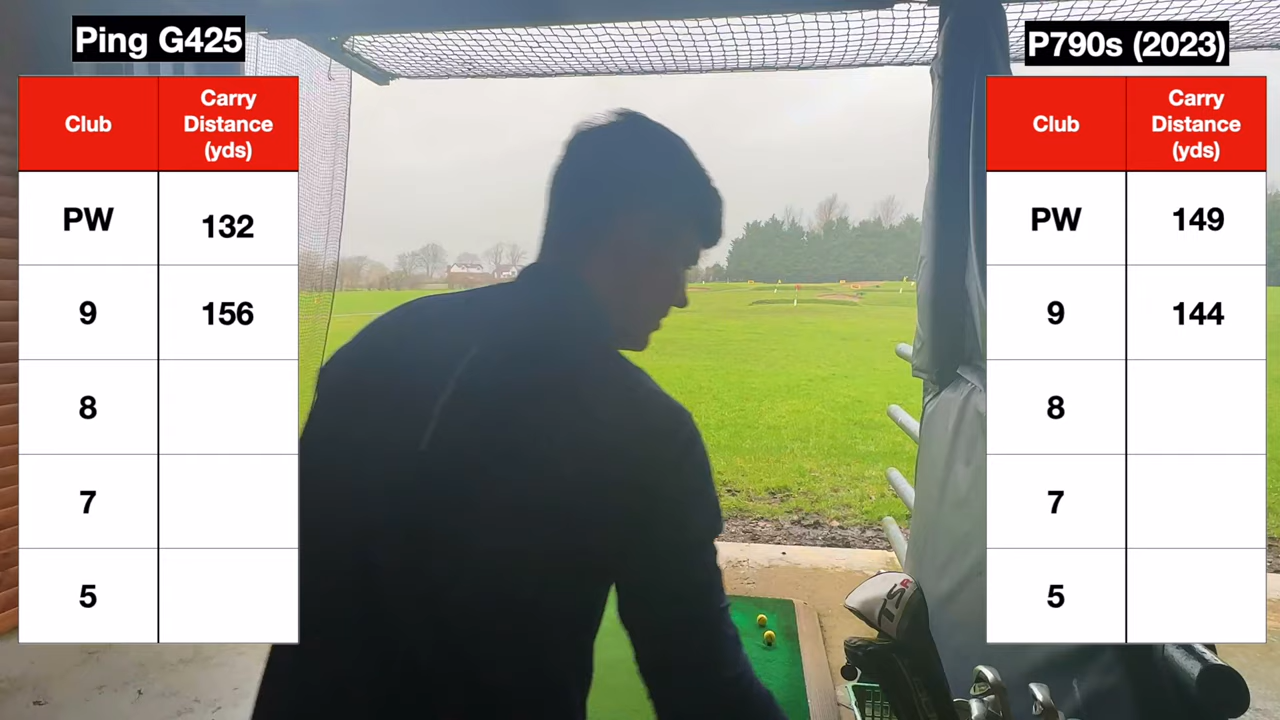 Ping G425
Club
Carry
Distance
(yds)
PW
132
9
156
8
7
5
P790s (2023)
Club
Carry
Distance
(yds)
PW
149
9
144
8
7
5
TSR